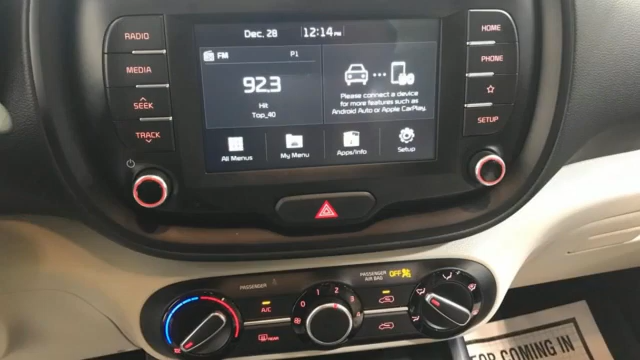 RADIO
MEDIA
SEEK
TRACK
Dec. 28 12:14 PM
FM P1
92.3
Hit
Top_40
Please connect a device
for more features such as
Android Auto or Apple CarPlay.
All Menus My Menu Apps/Info Setup
HOME
PHONE
SETUP
PASSENGER
PASSENGER
AIR BAG OFF
A/C
0 1 2 3
REAR
FOR COMING IN